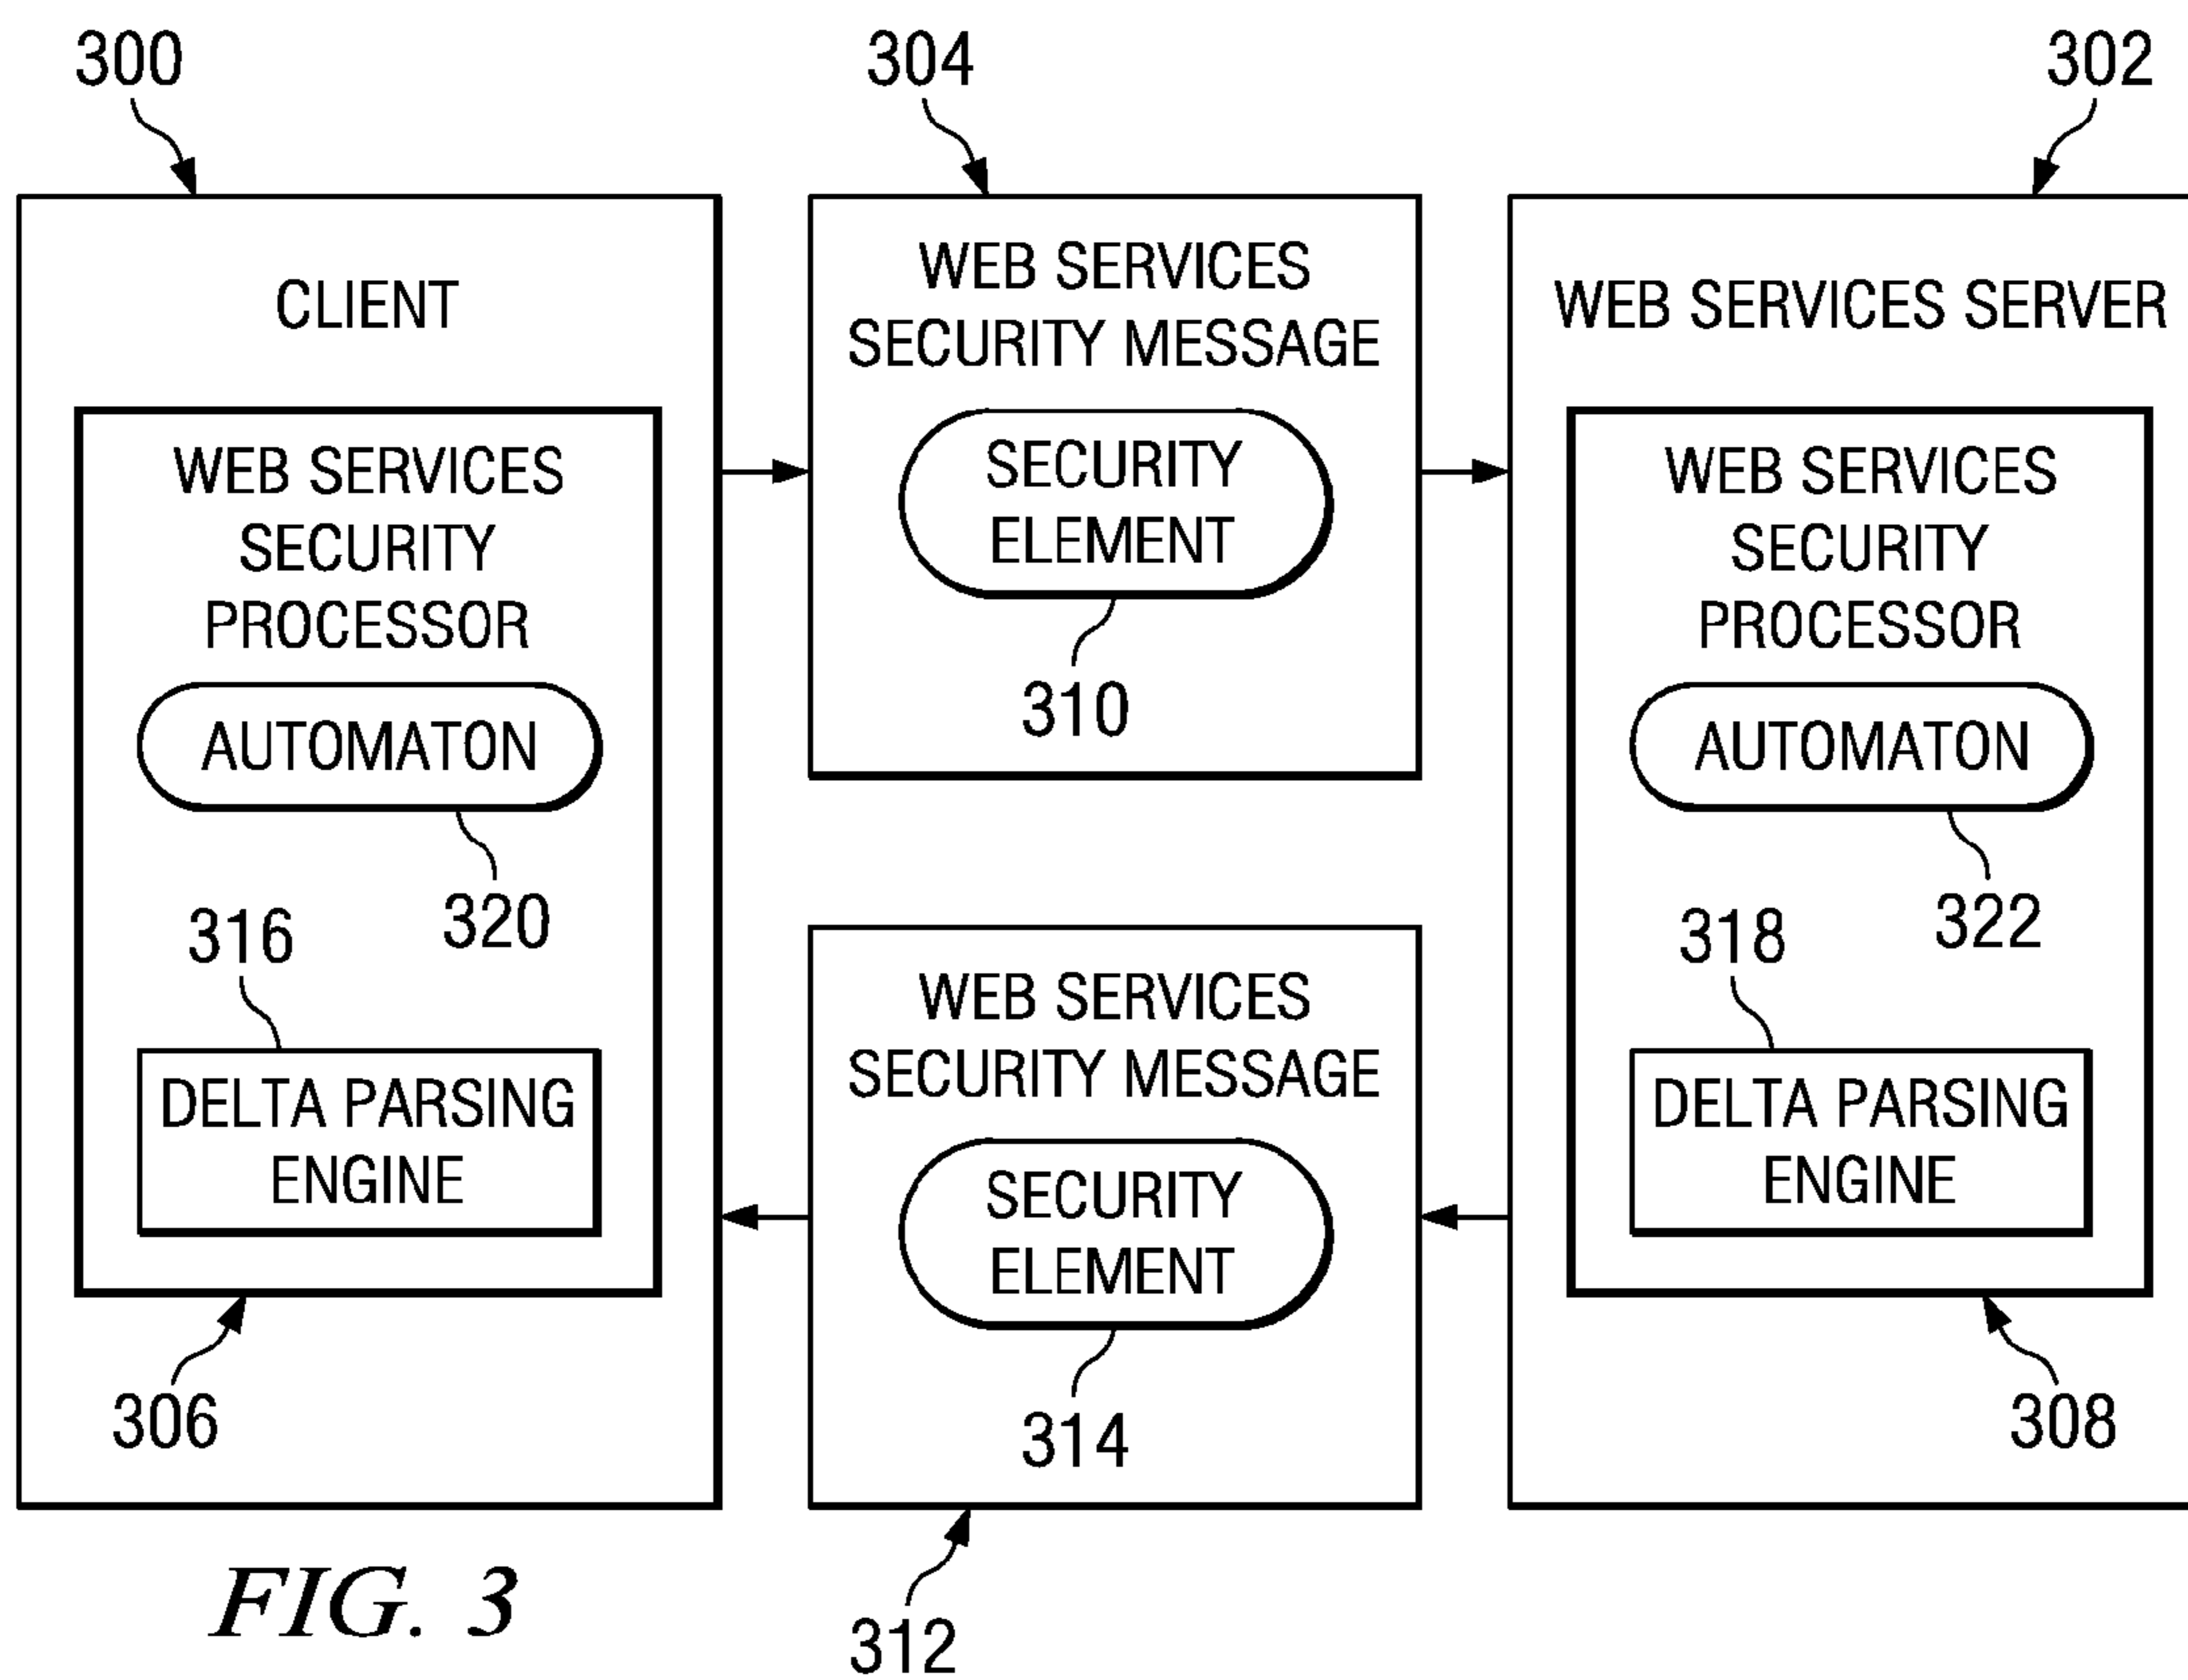 300
304
302
CLIENT
WEB SERVICES
SECURITY
PROCESSOR
AUTOMATON
320
316
DELTA PARSING
ENGINE
306
WEB SERVICES
SECURITY MESSAGE
SECURITY
ELEMENT
310
WEB SERVICES
SECURITY MESSAGE
SECURITY
ELEMENT
314
312
WEB SERVICES SERVER
WEB SERVICES
SECURITY
PROCESSOR
AUTOMATON
322
318
DELTA PARSING
ENGINE
308
FIG. 3